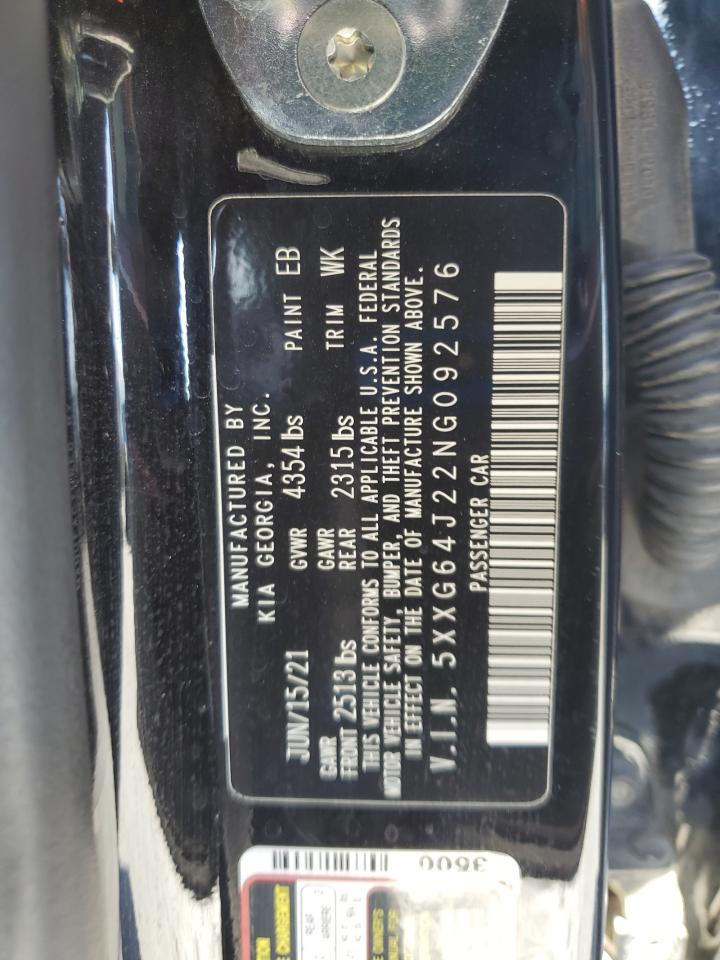 MANUFACTURED BY
KIA GEORGIA, INC.
JUN/15/21 GVWR 4354 lbs PAINT EB
GAWR FRONT 2513 lbs GAWR REAR 2315 lbs TRIM WK
THIS VEHICLE CONFORMS TO ALL APPLICABLE U.S.A. FEDERAL
MOTOR VEHICLE SAFETY, BUMPER, AND THEFT PREVENTION STANDARDS
IN EFFECT ON THE DATE OF MANUFACTURE SHOWN ABOVE.
V.I.N. 5XXG64J22NG092576
PASSENGER CAR
3500